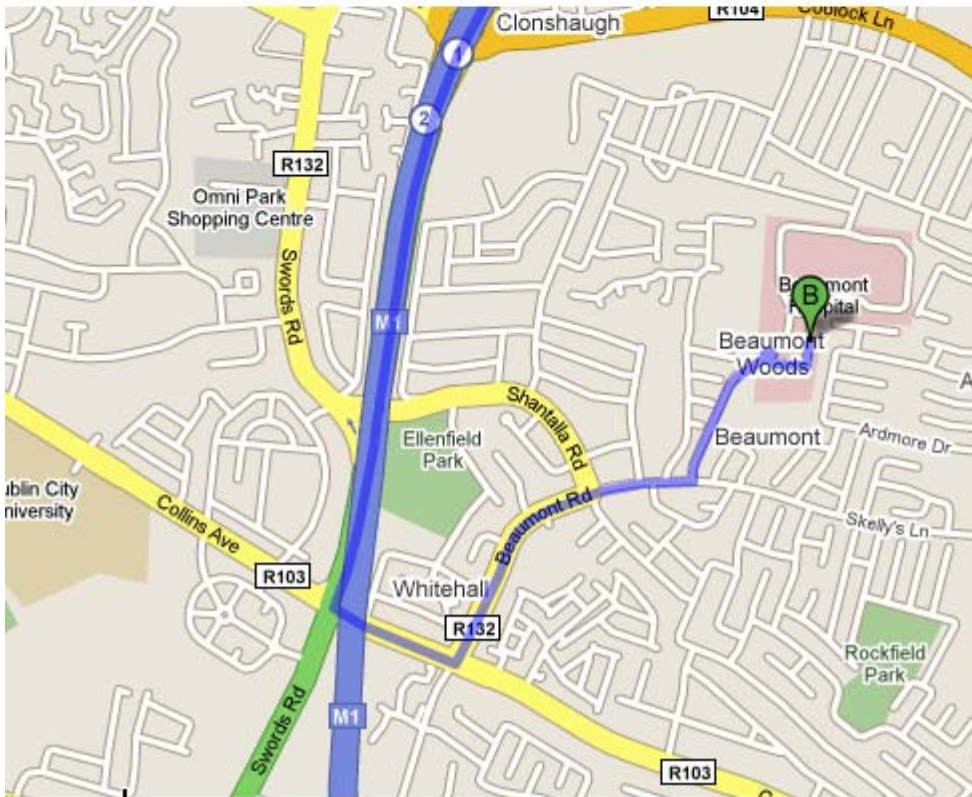 Clonshaugh
R104
Coolock Ln
1
2
R132
Omni Park
Shopping Centre
Swords Rd
M1
B
Beaumont
Hospital
Beaumont
Woods
Shantalla Rd
Ellenfield
Park
Beaumont
Ardmore Dr
A
ublin City
niversity
Collins Ave
Beaumont Rd
Skelly's Ln
R103
Whitehall
R132
Rockfield
Park
Swords Rd
M1
R103